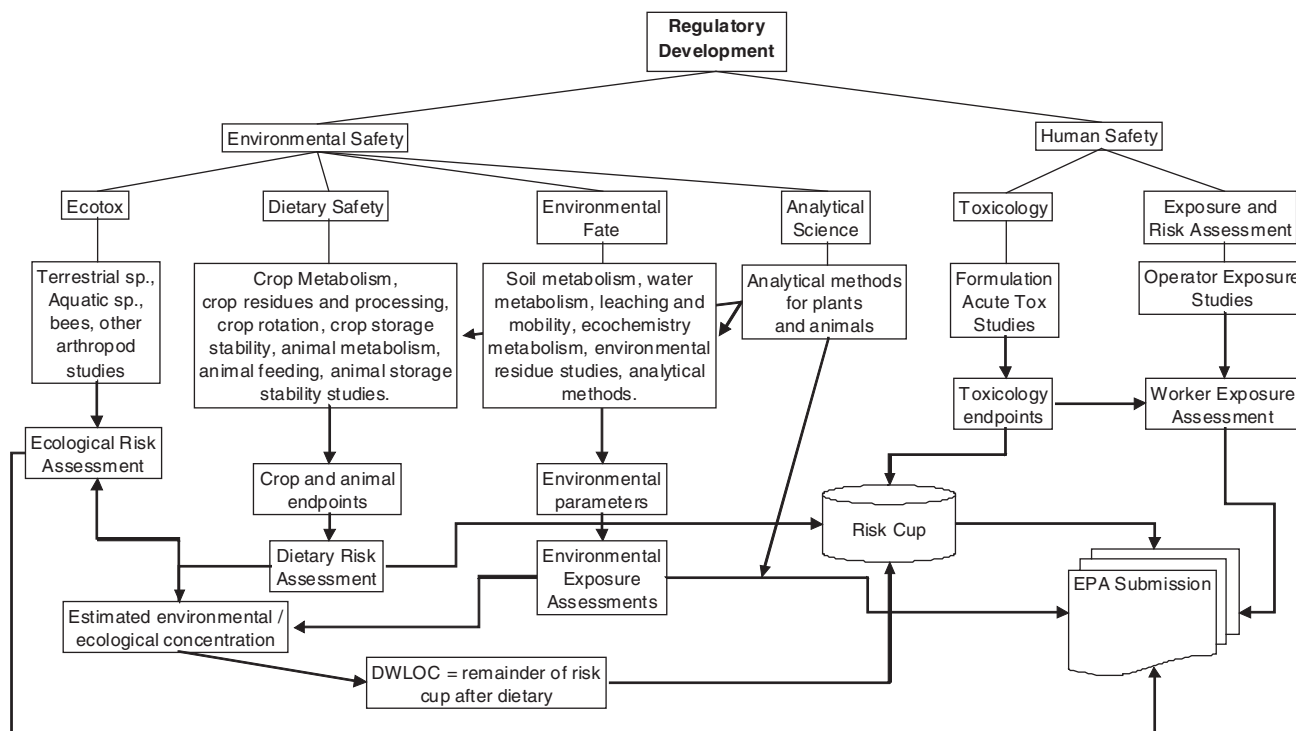 Regulatory
Development
Environmental Safety
Human Safety
Ecotox
Dietary Safety
Environmental
Fate
Analytical
Science
Toxicology
Exposure and
Risk Assessment
Terrestrial sp.,
Aquatic sp.,
bees, other
arthropod
studies
Crop Metabolism,
crop residues and processing,
crop rotation, crop storage
stability, animal metabolism,
animal feeding, animal storage
stability studies.
Soil metabolism, water
metabolism, leaching and
mobility, ecochemistry
metabolism, environmental
residue studies, analytical
methods.
Analytical methods
for plants
and animals
Formulation
Acute Tox
Studies
Operator Exposure
Studies
Toxicology
endpoints
Worker Exposure
Assessment
Ecological Risk
Assessment
Crop and animal
endpoints
Environmental
parameters
Risk Cup
Dietary Risk
Assessment
Environmental
Exposure
Assessments
EPA Submission
Estimated environmental /
ecological concentration
DWLOC = remainder of risk
cup after dietary